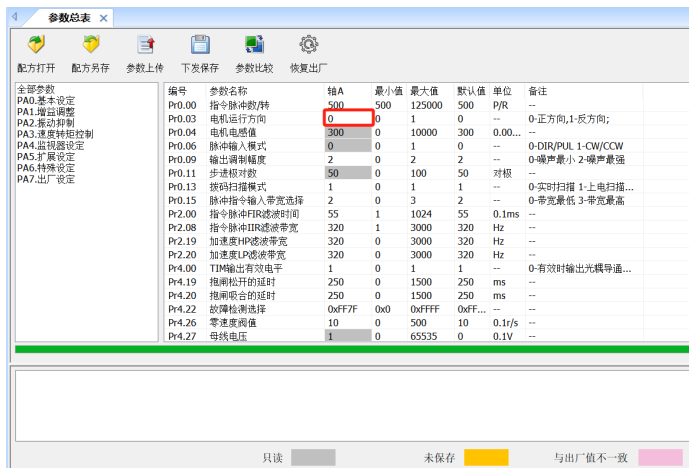 参数总表 ×
配方打开 配方另存 参数上传 下发保存 参数比较 恢复出厂
全部参数
PA0.基本设定
PA1.增益调整
PA2.振动抑制
PA3.速度转矩控制
PA4.监视器设定
PA5.扩展设定
PA6.特殊设定
PA7.出厂设定
编号 参数名称 轴A 最小值 最大值 默认值 单位 备注
Pr0.00 指令脉冲数/转 500 500 125000 500 P/R --
Pr0.03 电机运行方向 0 0 1 0 -- 0-正方向,1-反方向;
Pr0.04 电机电感值 300 0 10000 300 0.00... --
Pr0.06 脉冲输入模式 0 0 1 0 -- 0-DIR/PUL 1-CW/CCW
Pr0.09 输出调制幅度 2 0 2 2 -- 0-噪声最小 2-噪声最强
Pr0.11 步进极对数 50 0 100 50 对极 --
Pr0.13 拨码扫描模式 1 0 1 1 -- 0-实时扫描 1-上电扫描...
Pr0.15 脉冲指令输入带宽选择 2 0 3 2 -- 0-带宽最低 3-带宽最高
Pr2.00 指令脉冲FIR滤波时间 55 1 1024 55 0.1ms --
Pr2.08 指令脉冲IIR滤波带宽 320 1 3000 320 Hz --
Pr2.19 加速度HP滤波带宽 320 0 3000 320 Hz --
Pr2.20 加速度LP滤波带宽 320 0 3000 320 Hz --
Pr4.00 TIM输出有效电平 1 0 1 1 -- 0-有效时输出光耦导通...
Pr4.19 抱闸松开的延时 250 0 1500 250 ms --
Pr4.20 抱闸吸合的延时 250 0 1500 250 ms --
Pr4.22 故障检测选择 0xFF7F 0x0 0xFFFF 0xFF... -- --
Pr4.26 零速度阀值 10 0 500 10 0.1r/s --
Pr4.27 母线电压 1 0 65535 0 0.1V --
只读 未保存 与出厂值不一致